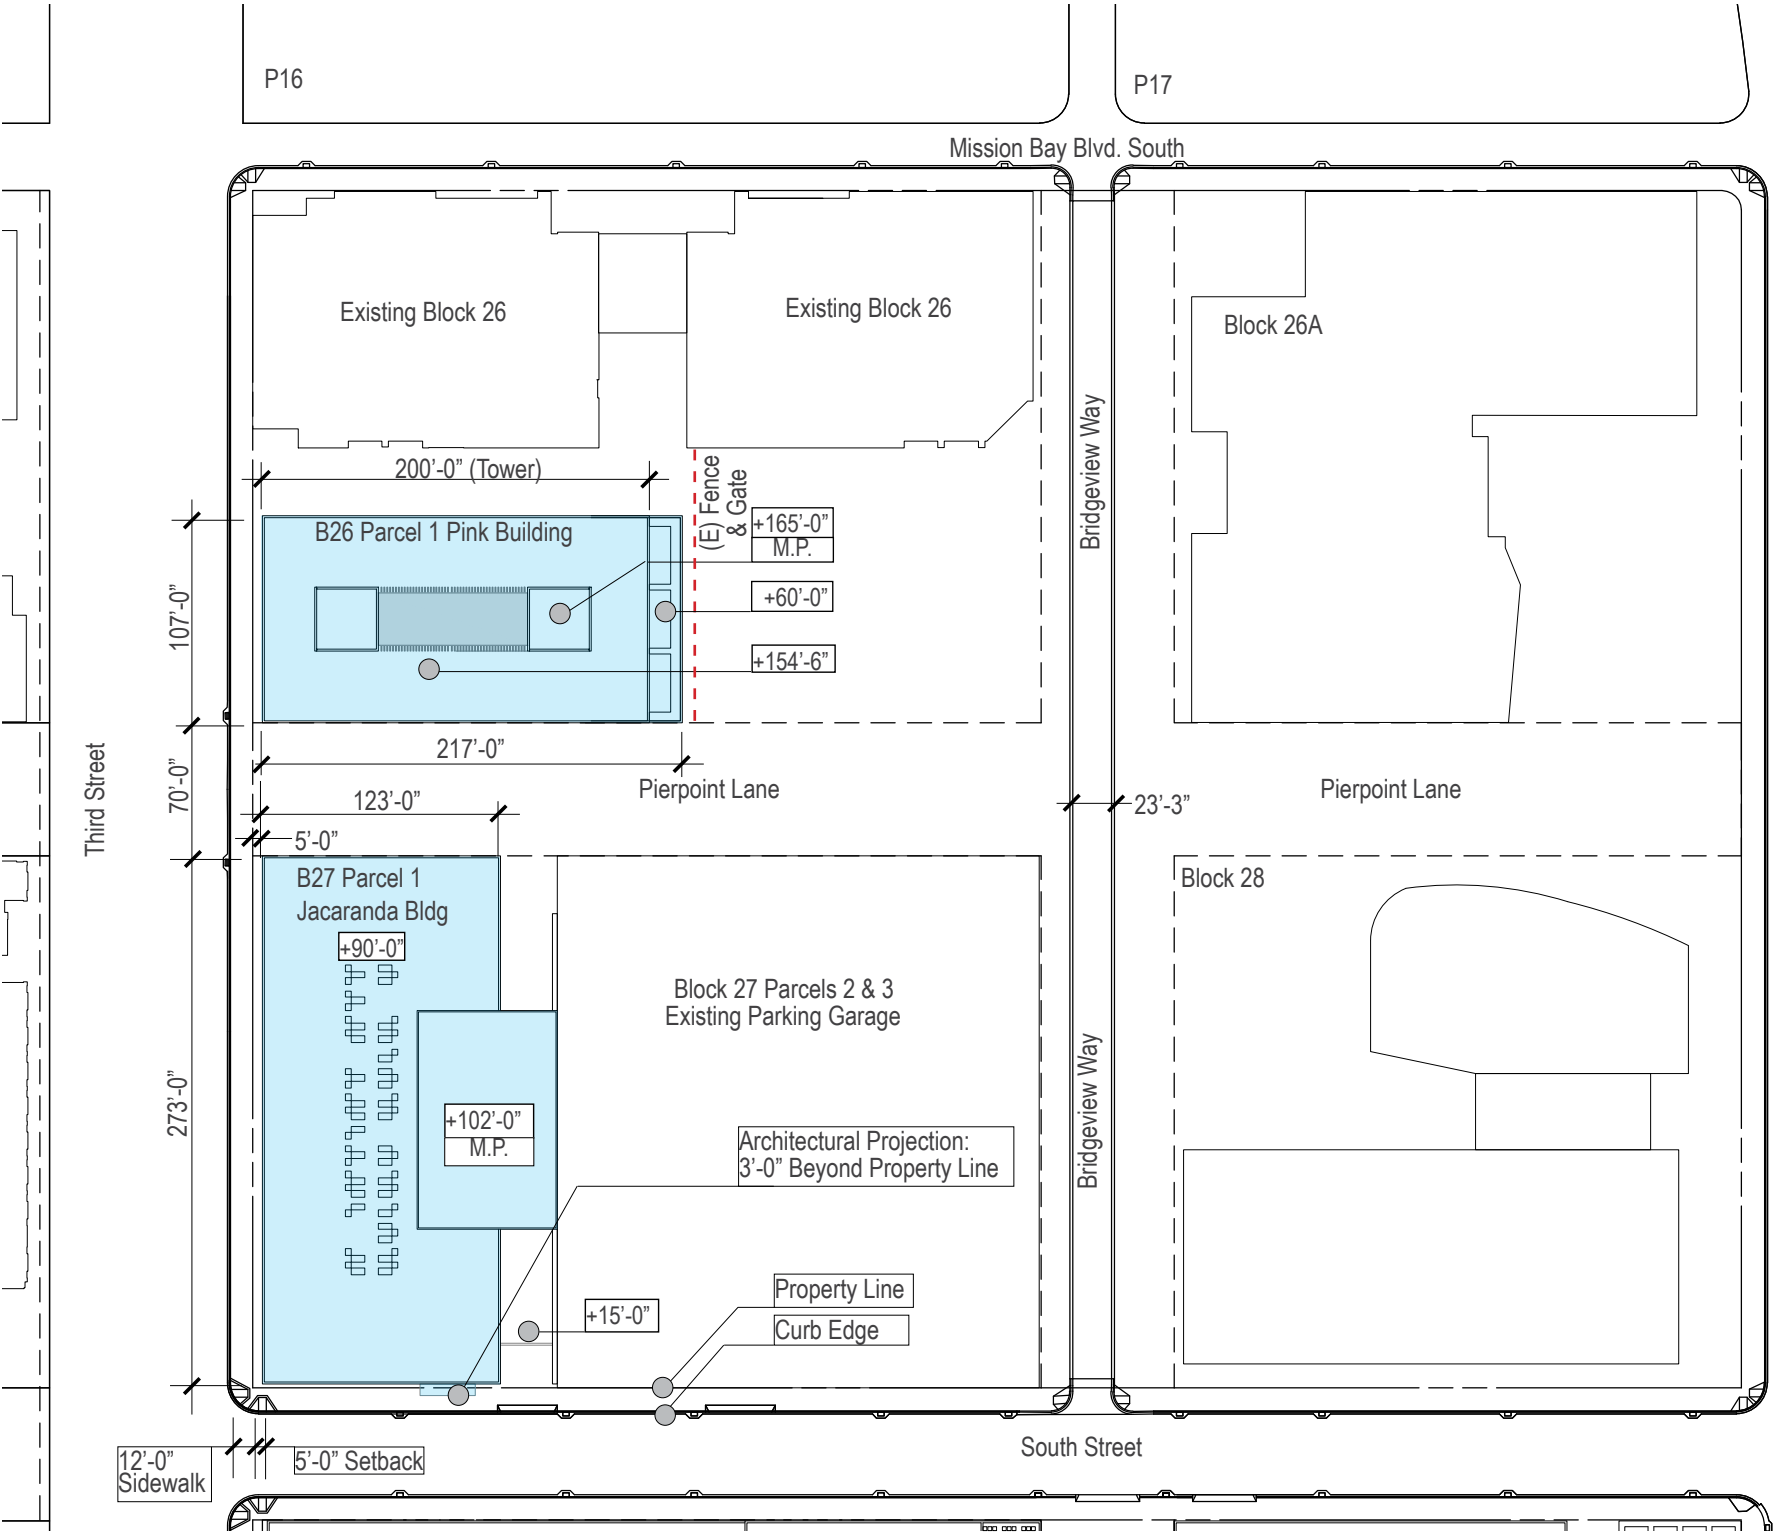 P16
P17
Mission Bay Blvd. South
Existing Block 26
Existing Block 26
Block 26A
Bridgeview Way
200’-0” (Tower)
(E) Fence
& Gate
B26 Parcel 1 Pink Building
+165’-0”
M.P.
+60’-0”
+154’-6”
107’-0”
217’-0”
Third Street
70’-0”
Pierpoint Lane
Pierpoint Lane
123’-0”
23’-3”
5’-0”
B27 Parcel 1
Jacaranda Bldg
+90’-0”
Block 28
Block 27 Parcels 2 & 3
Existing Parking Garage
273’-0”
+102’-0”
M.P.
Bridgeview Way
Architectural Projection:
3’-0” Beyond Property Line
Property Line
+15’-0”
Curb Edge
South Street
12’-0”
Sidewalk
5’-0” Setback